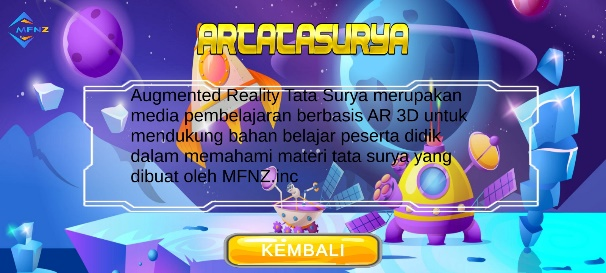 MFNZ
ARTATASURYA
Augmented Reality Tata Surya merupakan
media pembelajaran berbasis AR 3D untuk
mendukung bahan belajar peserta didik
dalam memahami materi tata surya yang
dibuat oleh MFNZ.inc
KEMBALI